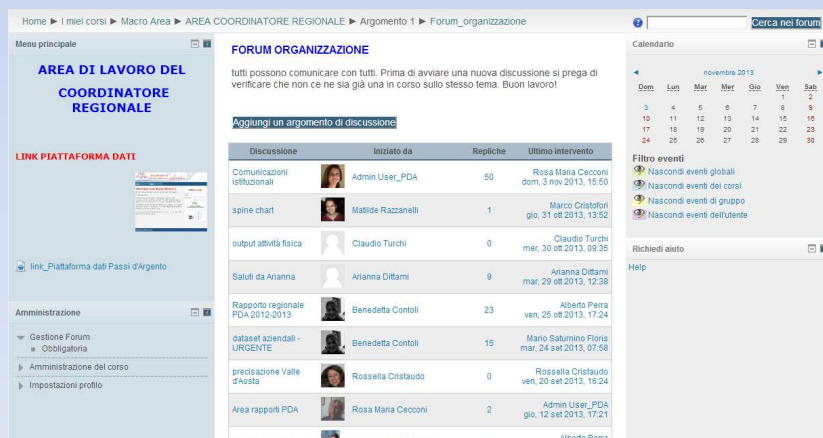 Home ► I miei corsi ► Macro Area ► AREA COORDINATORE REGIONALE ► Argomento 1 ► Forum_organizzazione
Cerca nei forum
Menu principale
AREA DI LAVORO DEL
COORDINATORE
REGIONALE
LINK PIATTAFORMA DATI
link_Piattaforma dati Passi d'Argento
Amministrazione
Gestione Forum
Obbligatoria
Amministrazione del corso
Impostazioni profilo
FORUM ORGANIZZAZIONE
tutti possono comunicare con tutti. Prima di avviare una nuova discussione si prega di
verificare che non ce ne sia già una in corso sullo stesso tema. Buon lavoro!
Aggiungi un argomento di discussione
Discussione Iniziato da Repliche Ultimo intervento
Comunicazioni
istituzionali
Admin User_PDA 50
Rosa Maria Cecconi
dom, 3 nov 2013, 15:50
spine chart Matilde Razzanelli 1
Marco Cristofori
gio, 31 ott 2013, 13:52
output attività fisica Claudio Turchi 0
Claudio Turchi
mer, 30 ott 2013, 09:35
Saluti da Arianna Arianna Dittami 9
Arianna Dittami
mar, 29 ott 2013, 12:38
Rapporto regionale
PDA 2012-2013
Benedetta Contoli 23
Alberto Perra
ven, 25 ott 2013, 17:24
dataset aziendali -
URGENTE
Benedetta Contoli 15
Mario Saturnino Floris
mar, 24 set 2013, 07:58
precisazione Valle
d'Aosta
Rossella Cristaudo 0
Rossella Cristaudo
ven, 20 set 2013, 16:24
Area rapporti PDA Rosa Maria Cecconi 2
Admin User_PDA
gio, 12 set 2013, 17:21
Alberto Perra
Calendario
novembre 2013
Dom Lun Mar Mer Gio Ven Sab
1 2
3 4 5 6 7 8 9
10 11 12 13 14 15 16
17 18 19 20 21 22 23
24 25 26 27 28 29 30
Filtro eventi
Nascondi eventi globali
Nascondi eventi dei corsi
Nascondi eventi di gruppo
Nascondi eventi dell'utente
Richiedi aiuto
Help